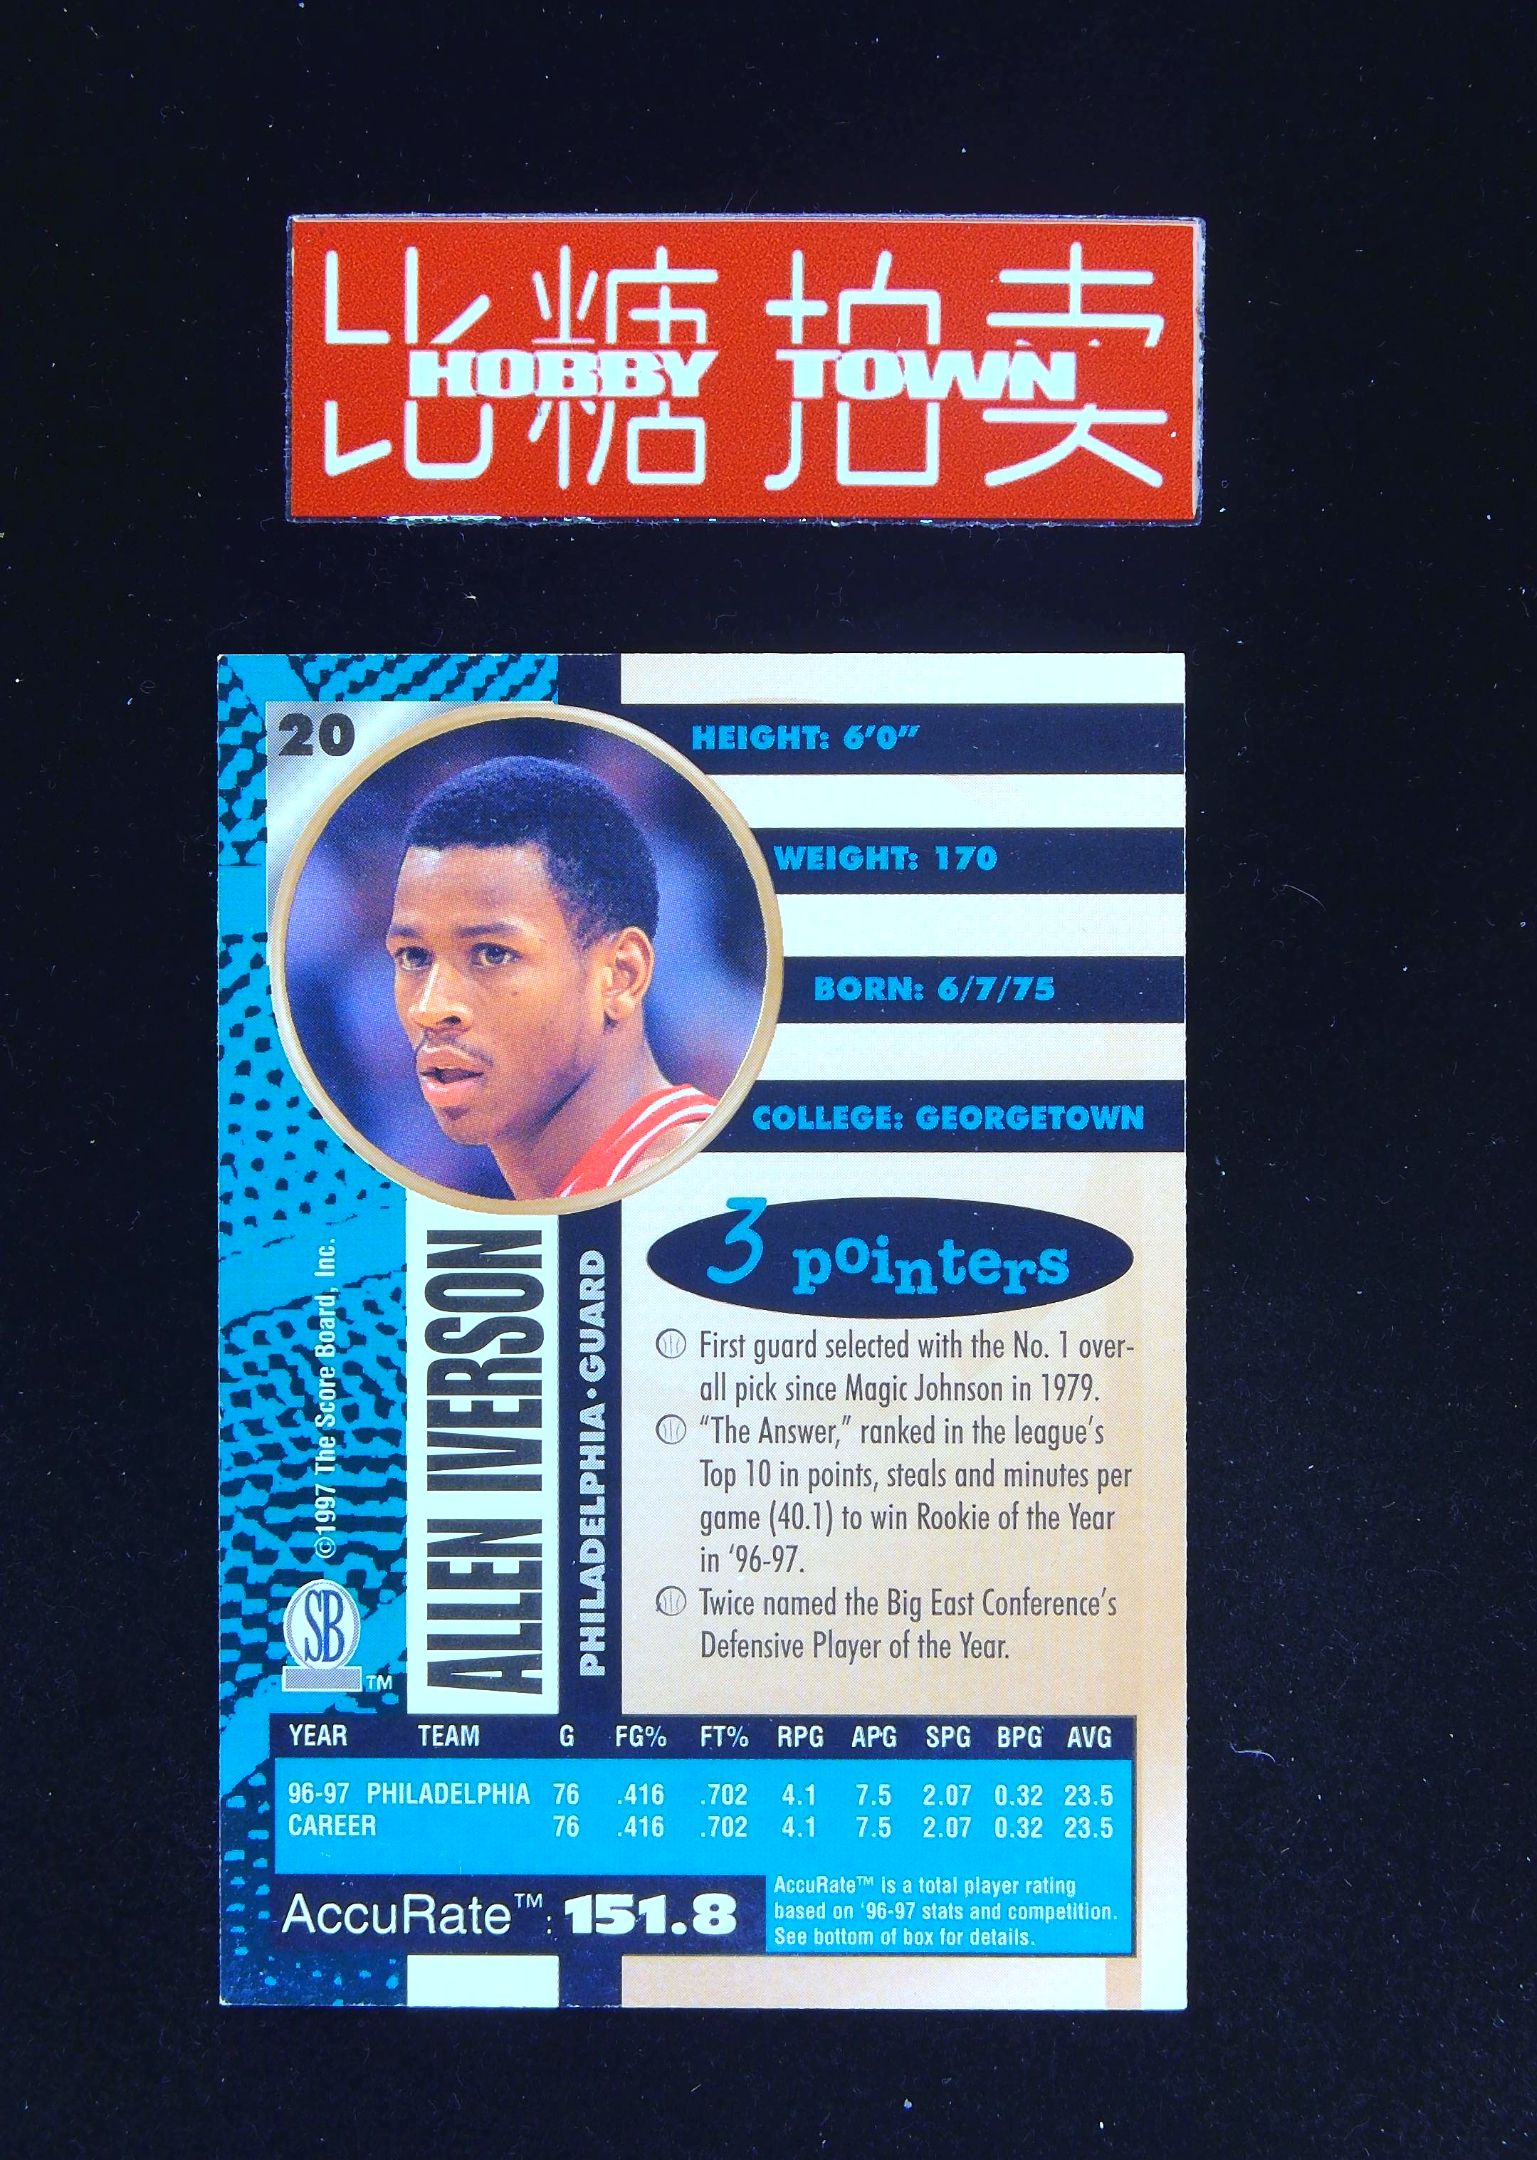 比糖拍卖
HOBBY TOWN
20
HEIGHT: 6'0"
WEIGHT: 170
BORN: 6/7/75
COLLEGE: GEORGETOWN
©1997 The Score Board, Inc.
SB
TM
ALLEN IVERSON
PHILADELPHIA•GUARD
3 pointers
First guard selected with the No. 1 over-
all pick since Magic Johnson in 1979.
“The Answer,” ranked in the league's
Top 10 in points, steals and minutes per
game (40.1) to win Rookie of the Year
in ‘96-97.
Twice named the Big East Conference's
Defensive Player of the Year.
YEAR TEAM G FG% FT% RPG APG SPG BPG AVG
96-97 PHILADELPHIA 76 .416 .702 4.1 7.5 2.07 0.32 23.5
CAREER 76 .416 .702 4.1 7.5 2.07 0.32 23.5
AccuRate™: 151.8
AccuRate™ is a total player rating
based on ‘96-97 stats and competition.
See bottom of box for details.